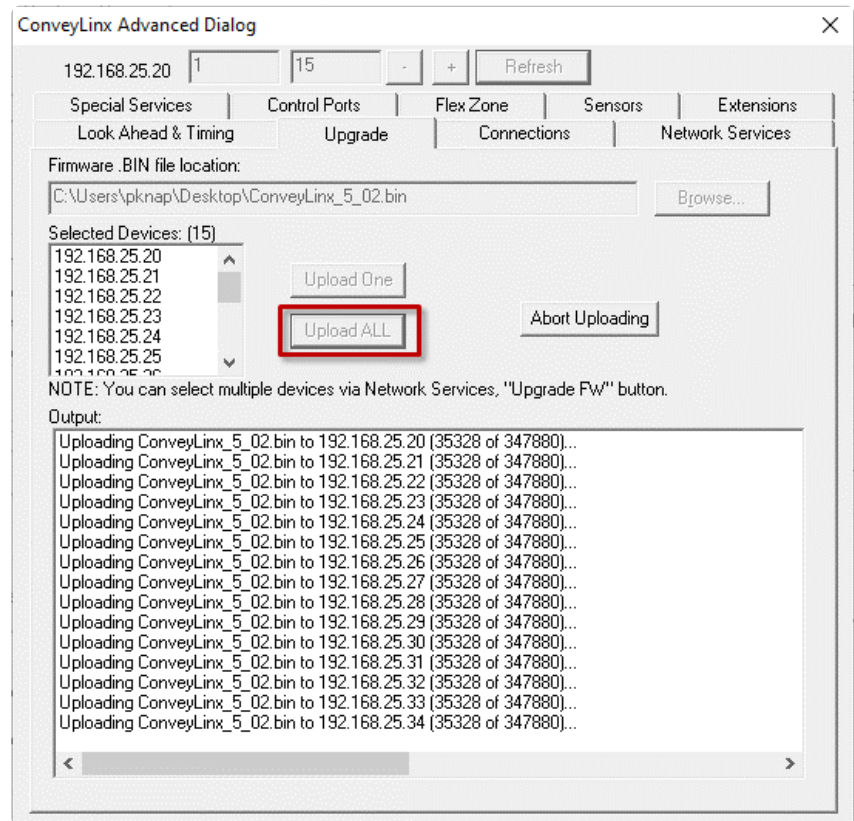 ConveyLinx Advanced Dialog
192.168.25.20 1 15 - + Refresh
Special Services Control Ports Flex Zone Sensors Extensions
Look Ahead & Timing Upgrade Connections Network Services
Firmware .BIN file location:
C:\Users\pknap\Desktop\ConveyLinx_5_02.bin Browse...
Selected Devices: (15)
192.168.25.20
192.168.25.21
192.168.25.22
192.168.25.23
192.168.25.24
192.168.25.25
192.168.25.26
Upload One
Upload ALL
Abort Uploading
NOTE: You can select multiple devices via Network Services, "Upgrade FW" button.
Output:
Uploading ConveyLinx_5_02.bin to 192.168.25.20 (35328 of 347880)...
Uploading ConveyLinx_5_02.bin to 192.168.25.21 (35328 of 347880)...
Uploading ConveyLinx_5_02.bin to 192.168.25.22 (35328 of 347880)...
Uploading ConveyLinx_5_02.bin to 192.168.25.23 (35328 of 347880)...
Uploading ConveyLinx_5_02.bin to 192.168.25.24 (35328 of 347880)...
Uploading ConveyLinx_5_02.bin to 192.168.25.25 (35328 of 347880)...
Uploading ConveyLinx_5_02.bin to 192.168.25.26 (35328 of 347880)...
Uploading ConveyLinx_5_02.bin to 192.168.25.27 (35328 of 347880)...
Uploading ConveyLinx_5_02.bin to 192.168.25.28 (35328 of 347880)...
Uploading ConveyLinx_5_02.bin to 192.168.25.29 (35328 of 347880)...
Uploading ConveyLinx_5_02.bin to 192.168.25.30 (35328 of 347880)...
Uploading ConveyLinx_5_02.bin to 192.168.25.31 (35328 of 347880)...
Uploading ConveyLinx_5_02.bin to 192.168.25.32 (35328 of 347880)...
Uploading ConveyLinx_5_02.bin to 192.168.25.33 (35328 of 347880)...
Uploading ConveyLinx_5_02.bin to 192.168.25.34 (35328 of 347880)...